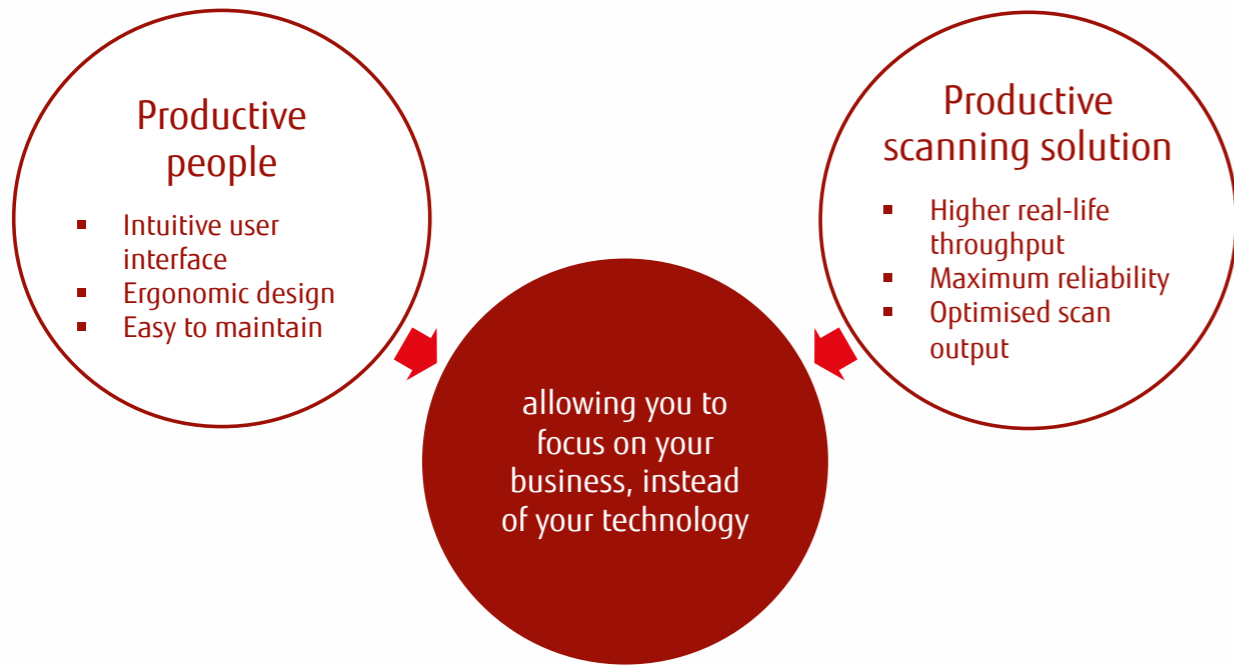 Productive
people
▪ Intuitive user
interface
▪ Ergonomic design
▪ Easy to maintain
Productive
scanning solution
▪ Higher real-life
throughput
▪ Maximum reliability
▪ Optimised scan
output
allowing you to
focus on your
business, instead
of your technology